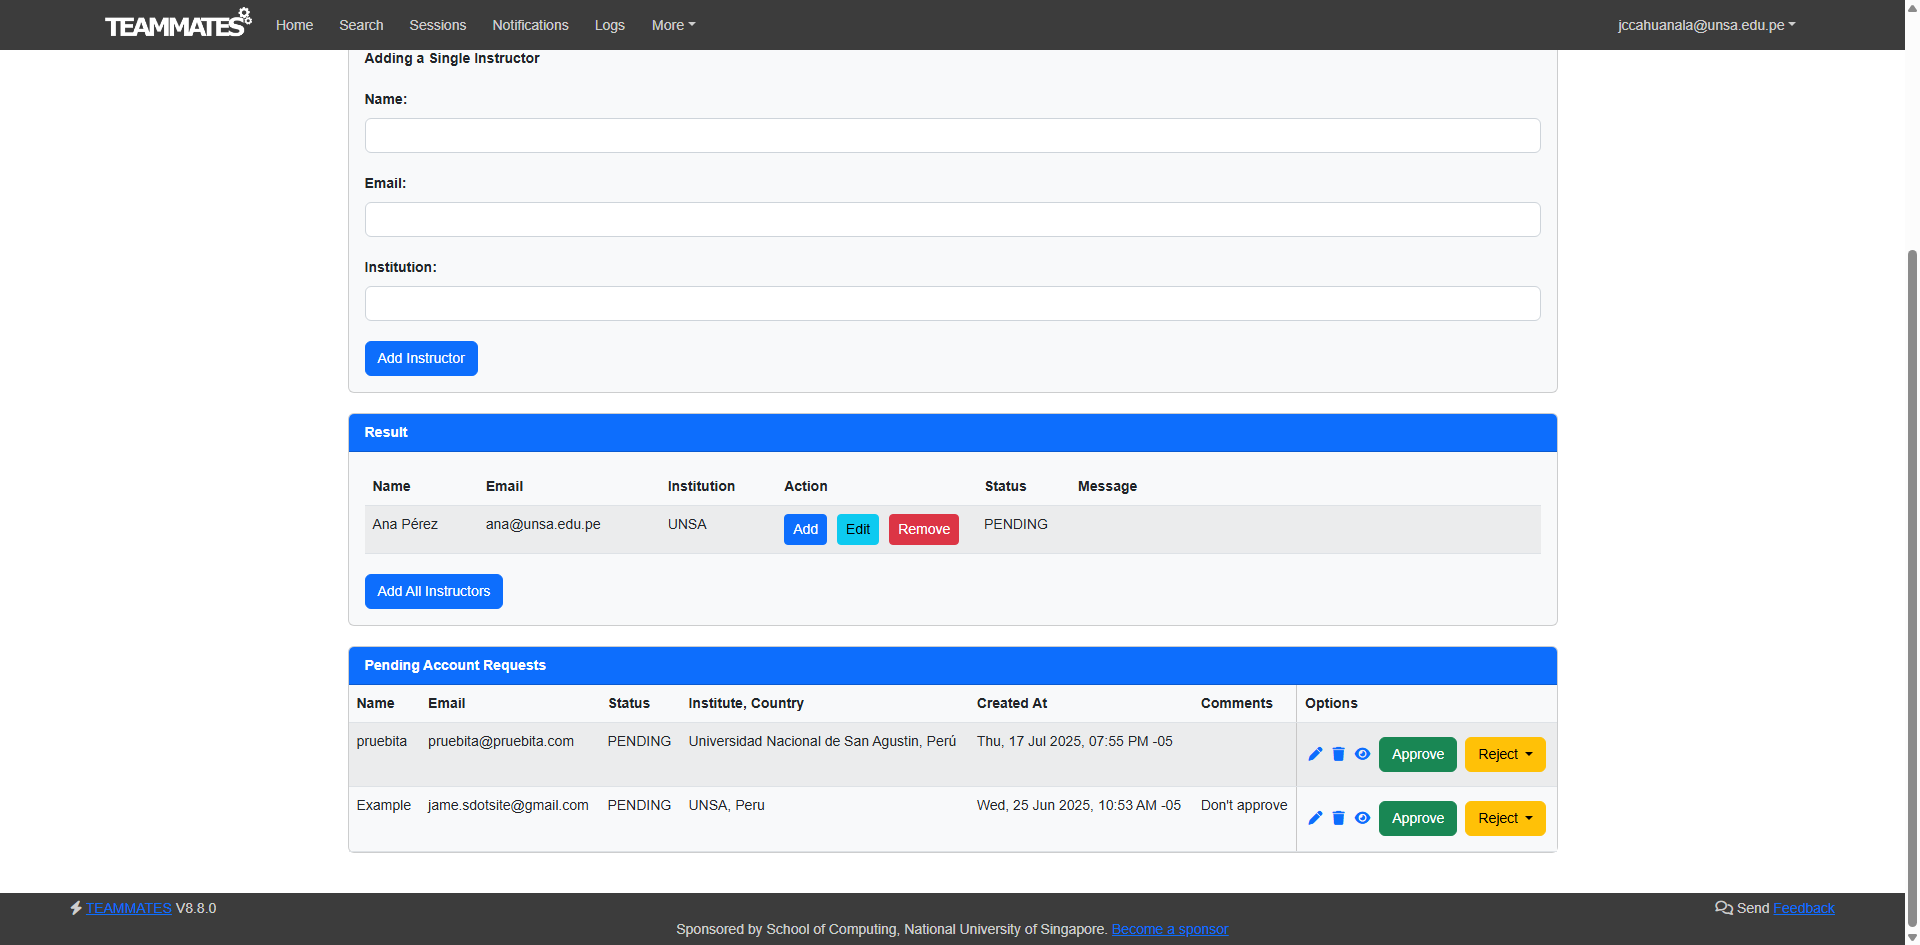 TEAMMATES Home Search Sessions Notifications Logs More jccahuanala@unsa.edu.pe
Adding a Single Instructor
Name:
Email:
Institution:
Add Instructor
Result
Name Email Institution Action Status Message
Ana Pérez ana@unsa.edu.pe UNSA Add Edit Remove PENDING
Add All Instructors
Pending Account Requests
Name Email Status Institute, Country Created At Comments Options
pruebita pruebita@pruebita.com PENDING Universidad Nacional de San Agustin, Perú Thu, 17 Jul 2025, 07:55 PM -05 Approve Reject
Example jame.sdotsite@gmail.com PENDING UNSA, Peru Wed, 25 Jun 2025, 10:53 AM -05 Don't approve Approve Reject
TEAMMATES V8.8.0 Send Feedback
Sponsored by School of Computing, National University of Singapore. Become a sponsor